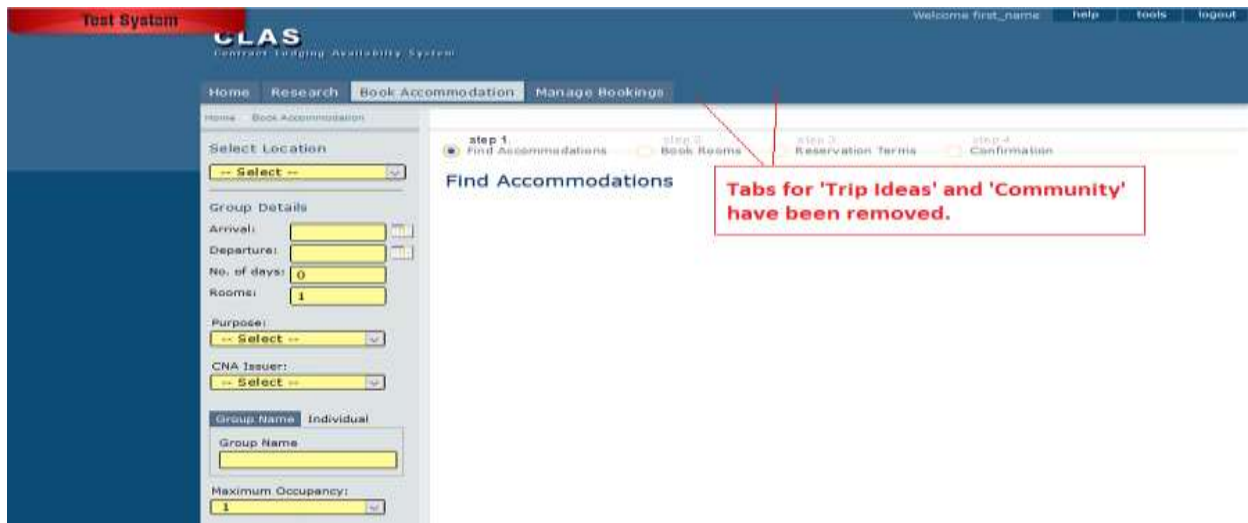 Test System
Welcome first_name help tools logout
CLAS
Contract Lodging Availability System
Home Research Book Accommodation Manage Bookings
Home Book Accommodation
Select Location
-- Select --
Group Details
Arrival:
Departure:
No. of days: 0
Rooms: 1
Purpose:
-- Select --
CNA Issuer:
-- Select --
Group Name Individual
Group Name
Maximum Occupancy:
1
step 1
Find Accommodations
step 2
Book Rooms
step 3
Reservation Terms
step 4
Confirmation
Find Accommodations
Tabs for 'Trip Ideas' and 'Community'
have been removed.